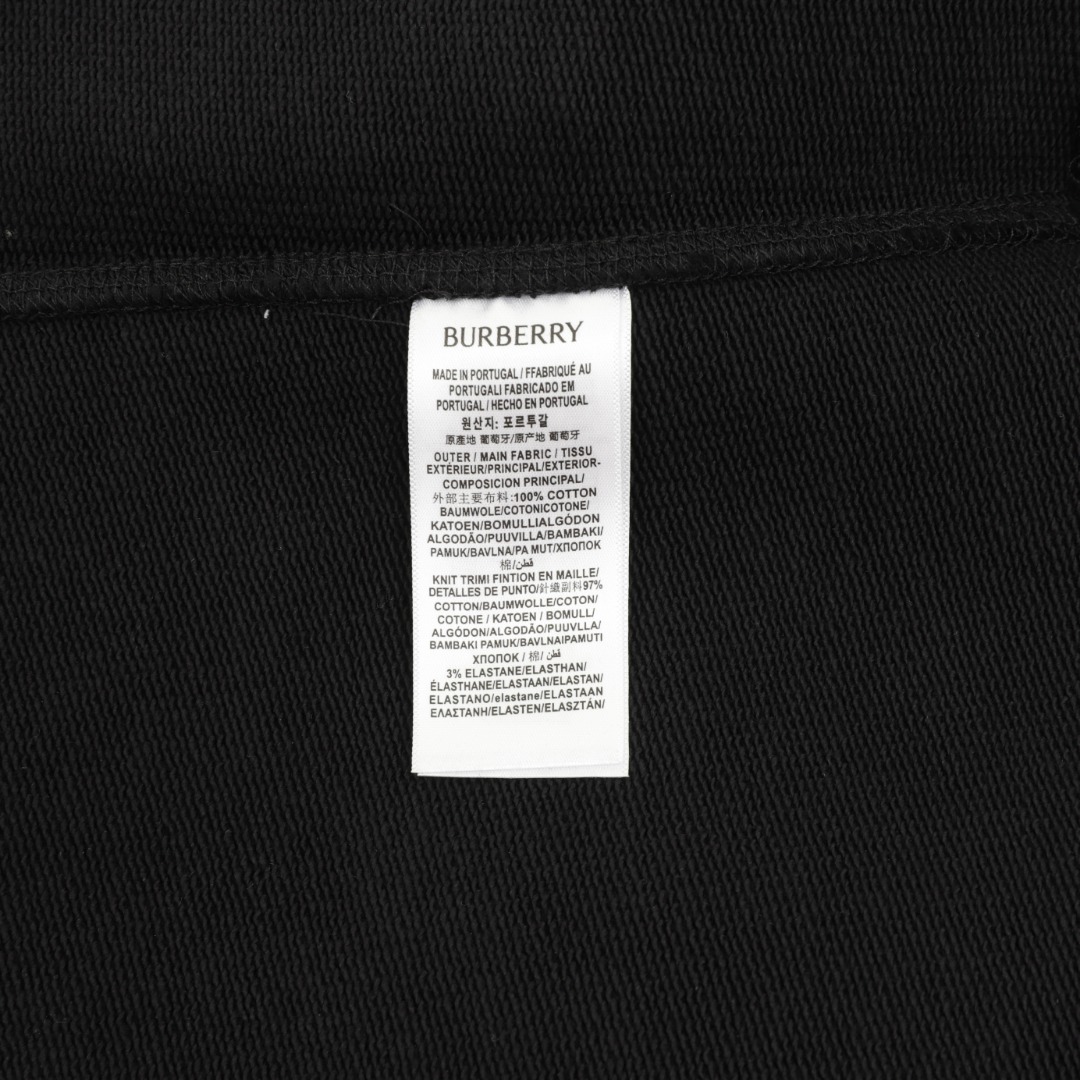 BURBERRY
MADE IN PORTUGAL / FFABRIQUÉ AU
PORTUGALI FABRICADO EM
PORTUGAL / HECHO EN PORTUGAL
원산지: 포르투갈
原產地 葡萄牙/原产地 葡萄牙
OUTER / MAIN FABRIC / TISSU
EXTÉRIEUR/PRINCIPAL/EXTERIOR-
COMPOSICION PRINCIPAL/
外部主要布料:100% COTTON
BAUMWOLE/COTONICOTONE/
KATOEN/BOMULLIALGÓDON
ALGODÃO/PUUVILLA/BAMBAKI/
PAMUK/BAVLNA/PA MUT/ХПОПОК
棉/قطن
KNIT TRIMI FINTION EN MAILLE/
DETALLES DE PUNTO/針織副料97%
COTTON/BAUMWOLLE/COTON/
COTONE / KATOEN / BOMULL/
ALGÓDON/ALGODÃO/PUUVLLA/
BAMBAKI PAMUK/BAVLNAIPAMUTI
ХПОПОК / 棉/ قطن
3% ELASTANE/ELASTHAN/
ÉLASTHANE/ELASTAAN/ELASTAN/
ELASTANO/elastane/ELASTAAN
ΕΛΑΣΤΑΝΗ/ELASTEN/ELASZTÁN/